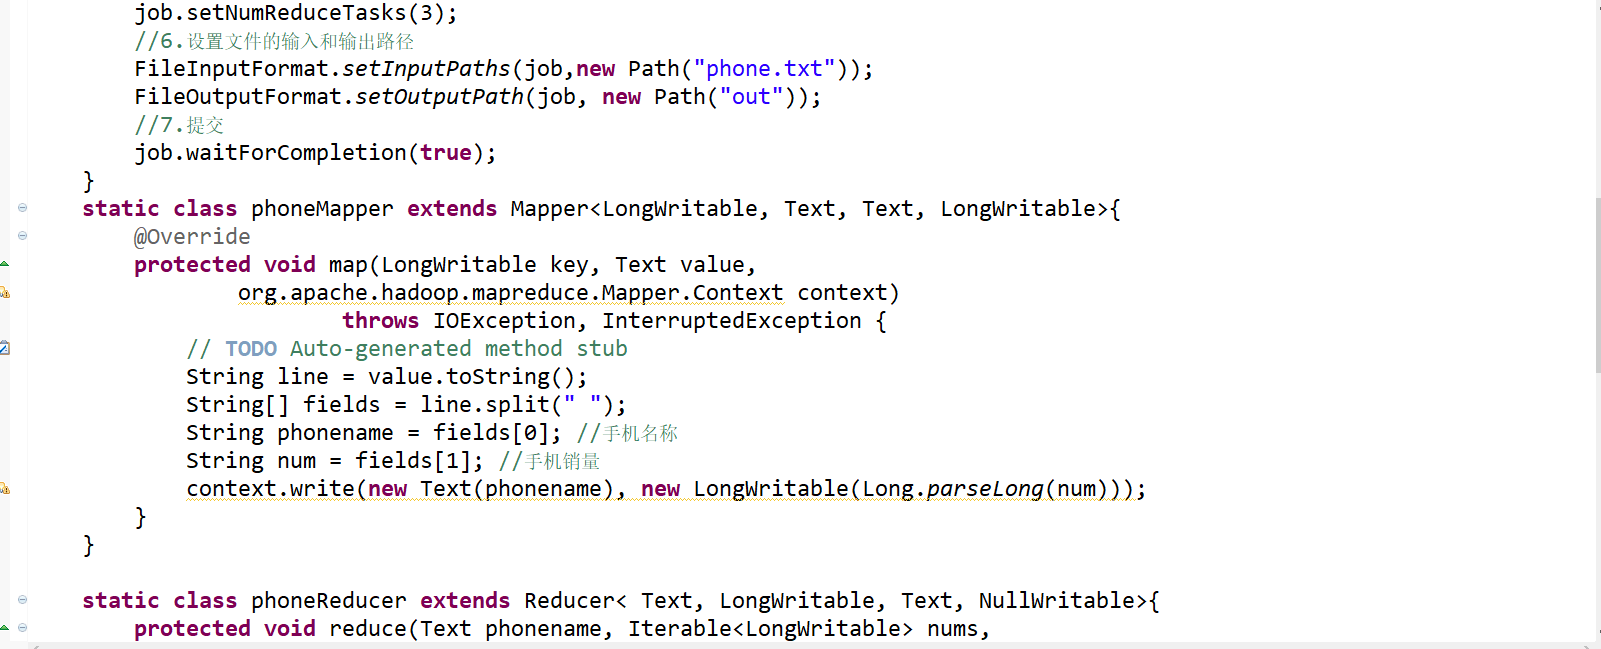 job.setNumReduceTasks(3);
//6.设置文件的输入和输出路径
FileInputFormat.setInputPaths(job,new Path("phone.txt"));
FileOutputFormat.setOutputPath(job, new Path("out"));
//7.提交
job.waitForCompletion(true);
}
static class phoneMapper extends Mapper<LongWritable, Text, Text, LongWritable>{
@Override
protected void map(LongWritable key, Text value,
org.apache.hadoop.mapreduce.Mapper.Context context)
throws IOException, InterruptedException {
// TODO Auto-generated method stub
String line = value.toString();
String[] fields = line.split(" ");
String phonename = fields[0]; //手机名称
String num = fields[1]; //手机销量
context.write(new Text(phonename), new LongWritable(Long.parseLong(num)));
}
}
static class phoneReducer extends Reducer< Text, LongWritable, Text, NullWritable>{
protected void reduce(Text phonename, Iterable<LongWritable> nums,